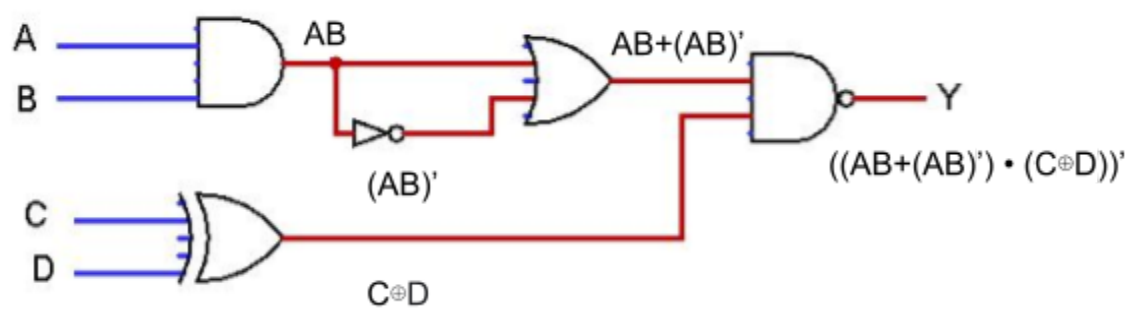 A
AB
AB+(AB)’
B
Y
(AB)’
((AB+(AB)’) • (C⊕D))’
C
D
C⊕D